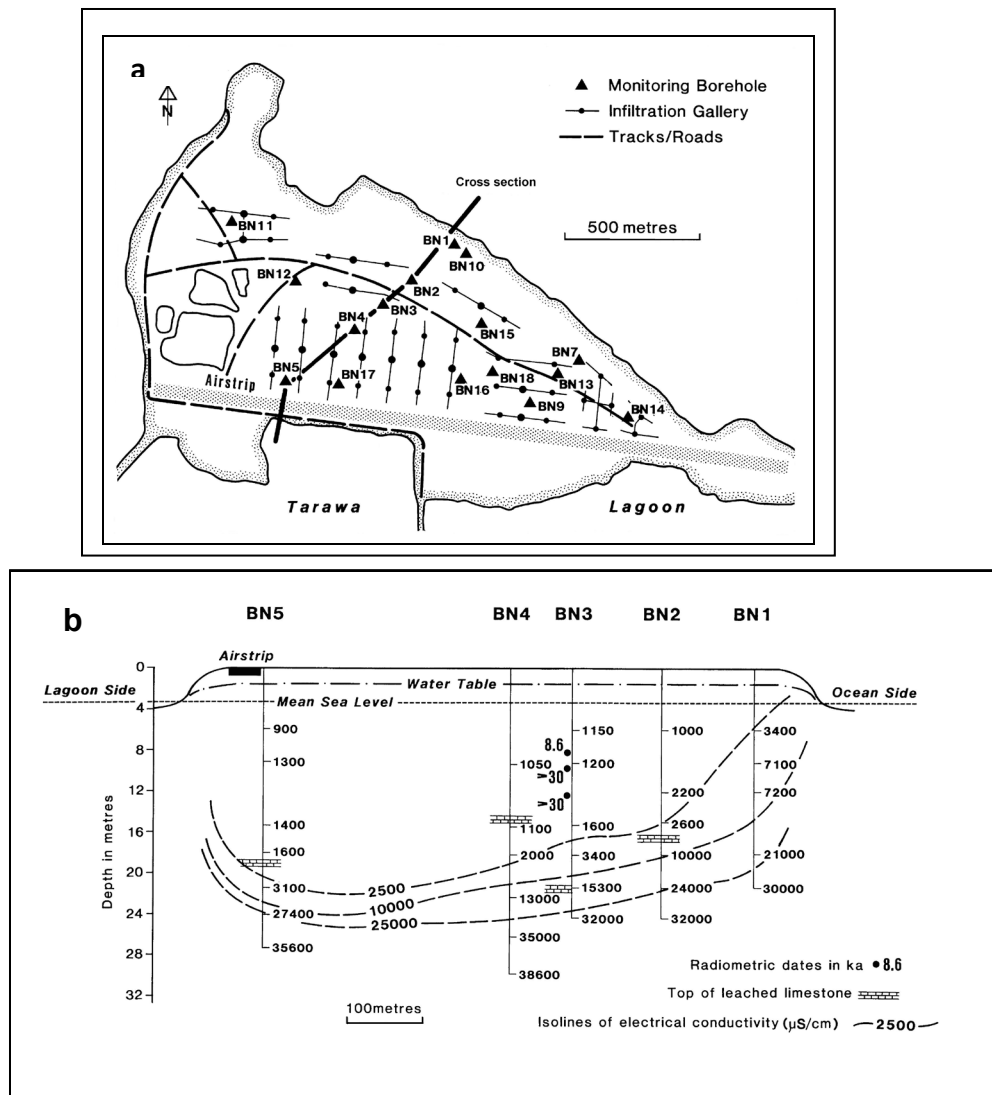 a
N
Monitoring Borehole
Infiltration Gallery
Tracks/Roads
Cross section
500 metres
BN11
BN1
BN10
BN12
BN2
BN3
BN4
BN15
BN7
BN5
BN17
BN16
BN18
BN13
Airstrip
BN9
BN14
Tarawa
Lagoon
b
BN5 BN4 BN3 BN2 BN1
Airstrip
Lagoon Side
Water Table
Mean Sea Level
Ocean Side
Depth in metres
0
4
8
12
16
20
24
28
32
900
1300
1400
1600
3100
27400
35600
1050
1100
2000
13000
35000
38600
8.6
>30
>30
1150
1200
1600
3400
15300
32000
1000
2200
2600
10000
24000
32000
3400
7100
7200
21000
30000
2500
10000
25000
100metres
Radiometric dates in ka • 8.6
Top of leached limestone
Isolines of electrical conductivity (µS/cm) 2500